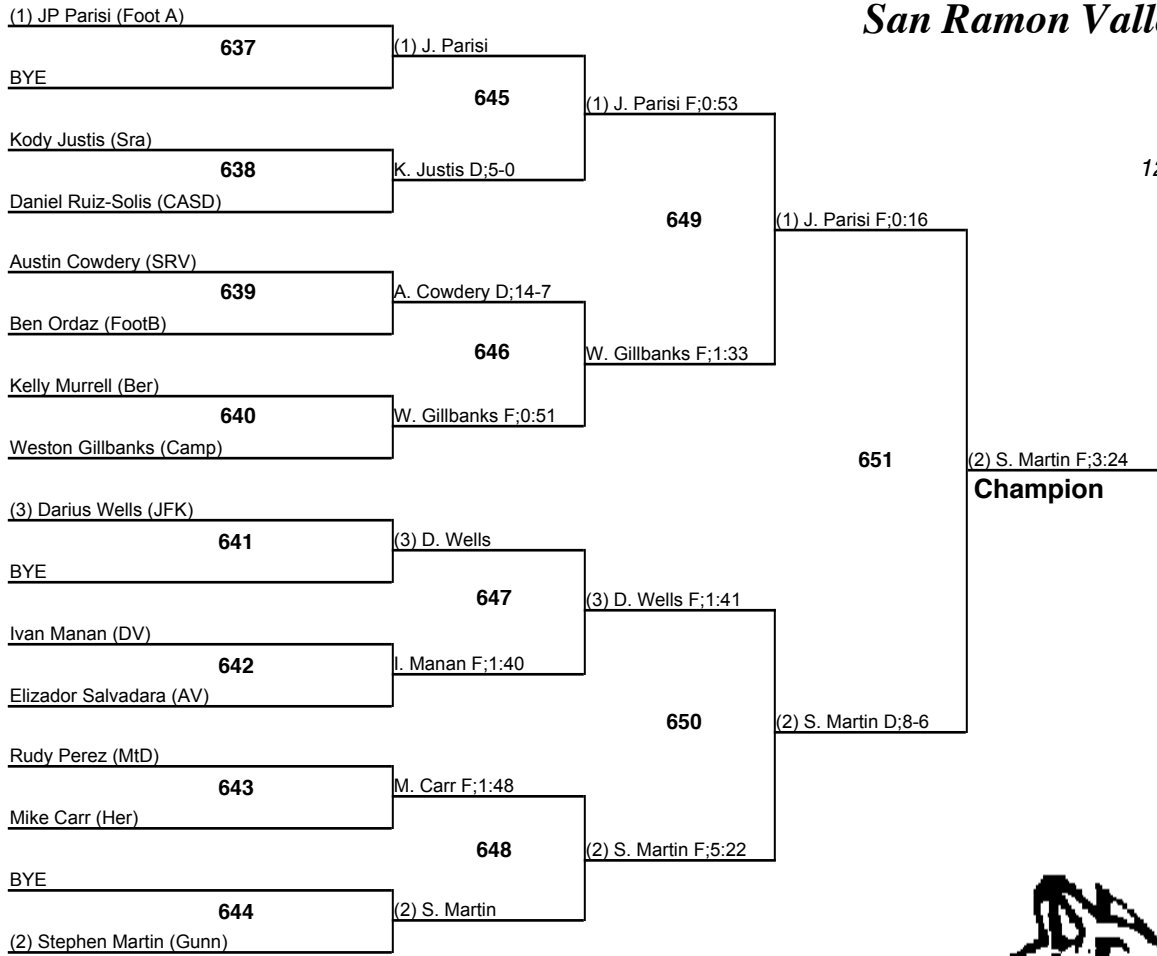 San Ramon
(1) JP Parisi (Foot A)
637
BYE
(1) J. Parisi
645
Kody Justis (Sra)
638
Daniel Ruiz-Solis (CASD)
K. Justis D;5-0
(1) J. Parisi F;0:53
649
Austin Cowdery (SRV)
639
Ben Ordaz (FootB)
A. Cowdery D;14-7
646
Kelly Murrell (Ber)
640
Weston Gillbanks (Camp)
W. Gillbanks F;0:51
W. Gillbanks F;1:33
(1) J. Parisi F;0:16
12
651
(2) S. Martin F;3:24
Champion
(3) Darius Wells (JFK)
641
BYE
(3) D. Wells
647
Ivan Manan (DV)
642
Elizador Salvadara (AV)
I. Manan F;1:40
(3) D. Wells F;1:41
650
(2) S. Martin D;8-6
Rudy Perez (MtD)
643
Mike Carr (Her)
M. Carr F;1:48
648
BYE
644
(2) Stephen Martin (Gunn)
(2) S. Martin
(2) S. Martin F;5:22